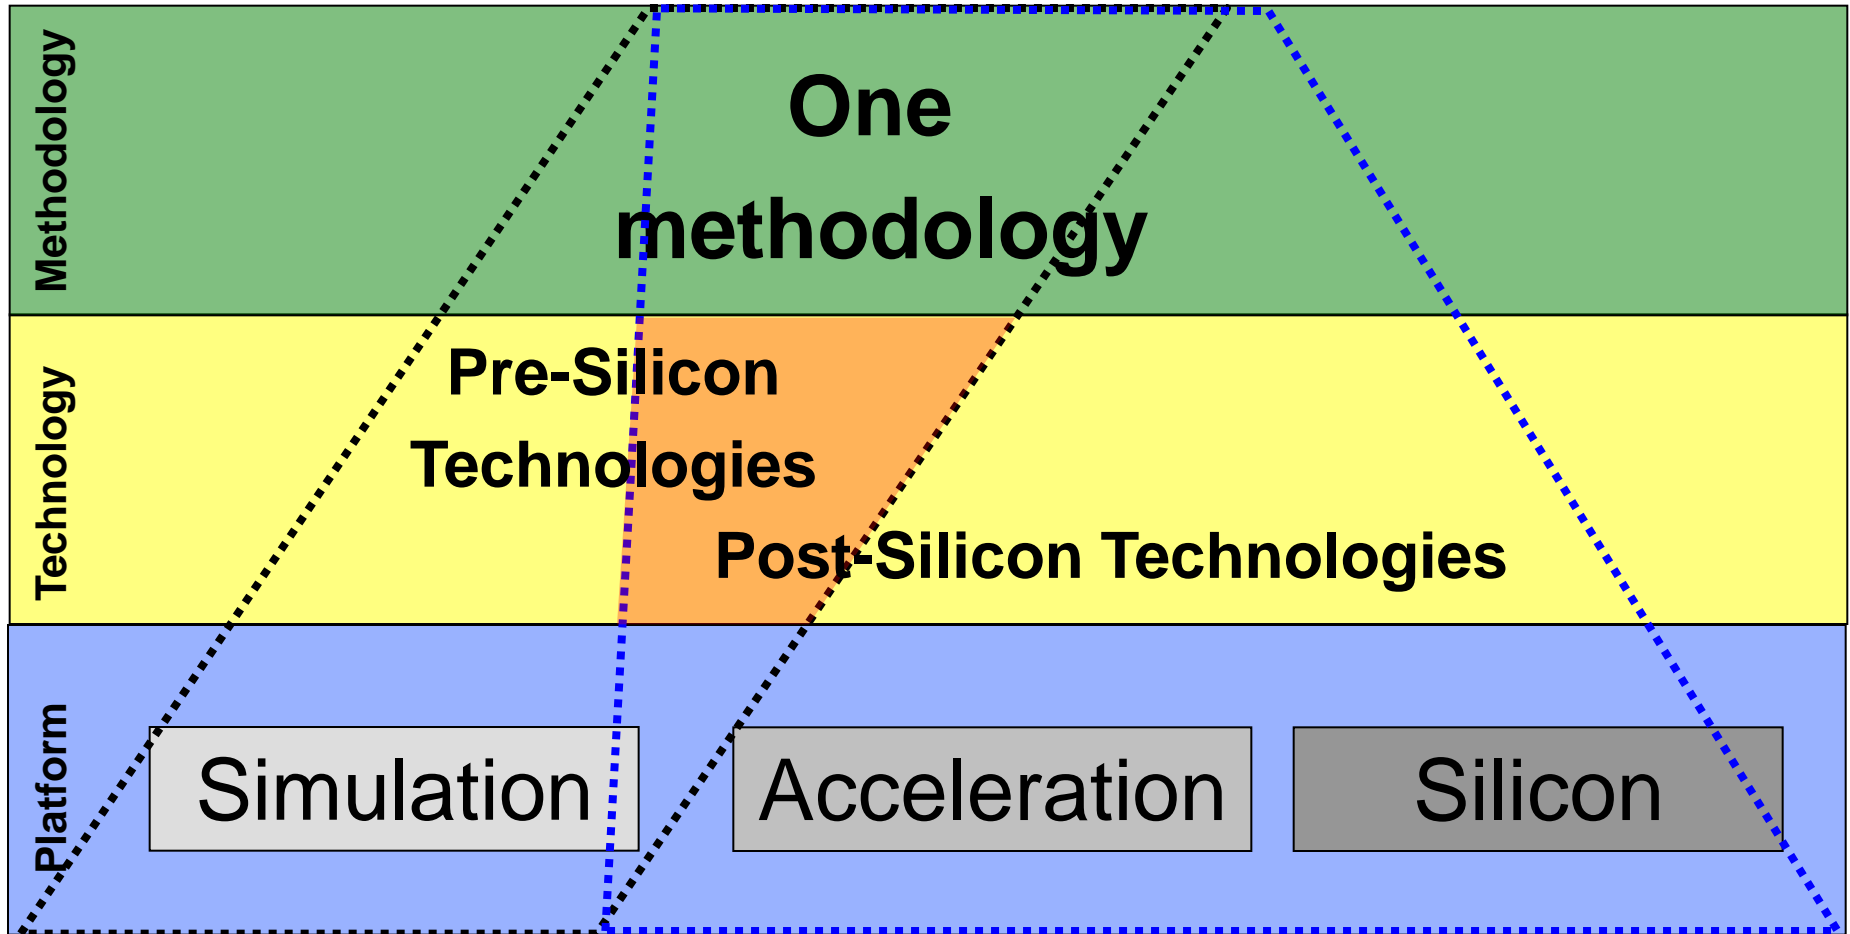 Methodology
One
methodology
Technology
Pre-Silicon
Technologies
Post-Silicon Technologies
Platform
Simulation
Acceleration
Silicon